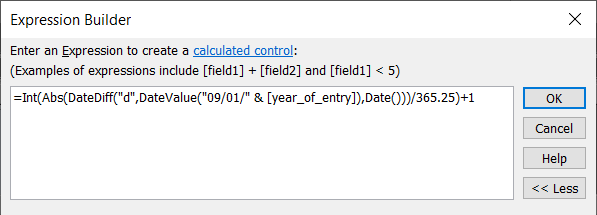 Expression Builder
Enter an Expression to create a calculated control:
(Examples of expressions include [field1] + [field2] and [field1] < 5)
=Int(Abs(DateDiff("d",DateValue("09/01/" & [year_of_entry]),Date()))/365.25)+1
OK
Cancel
Help
<< Less